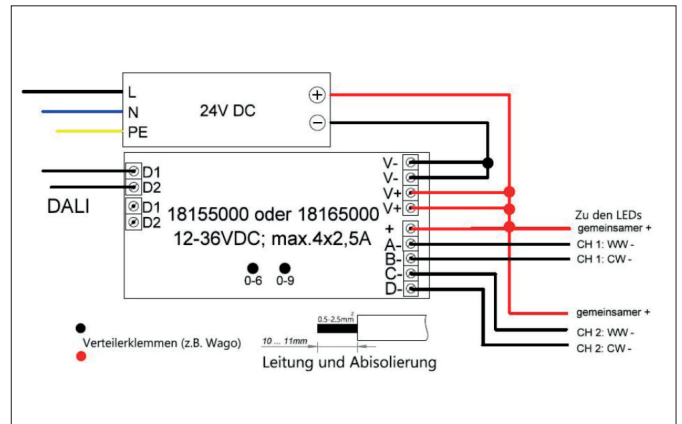 L
N
PE
24V DC
+
−
D1
D2
D1
D2
DALI
18155000 oder 18165000
12-36VDC; max.4x2,5A
0-6 0-9
V-
V-
V+
V+
+
A-
B-
C-
D-
Zu den LEDs
gemeinsamer +
CH 1: WW -
CH 1: CW -
gemeinsamer +
CH 2: WW -
CH 2: CW -
Verteilerklemmen (z.B. Wago)
0.5-2.5mm²
10 ... 11mm
Leitung und Abisolierung